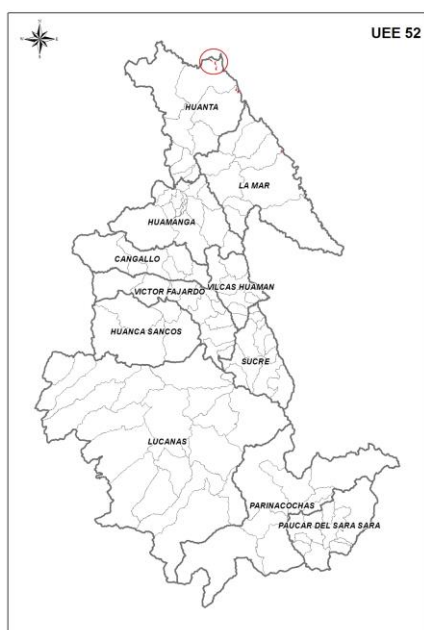 UEE 52
HUANTA
LA MAR
HUAMANGA
CANGALLO
VICTOR FAJARDO
VILCAS HUAMAN
HUANCA SANCOS
SUCRE
LUCANAS
PARINACOCHAS
PAUCAR DEL SARA SARA